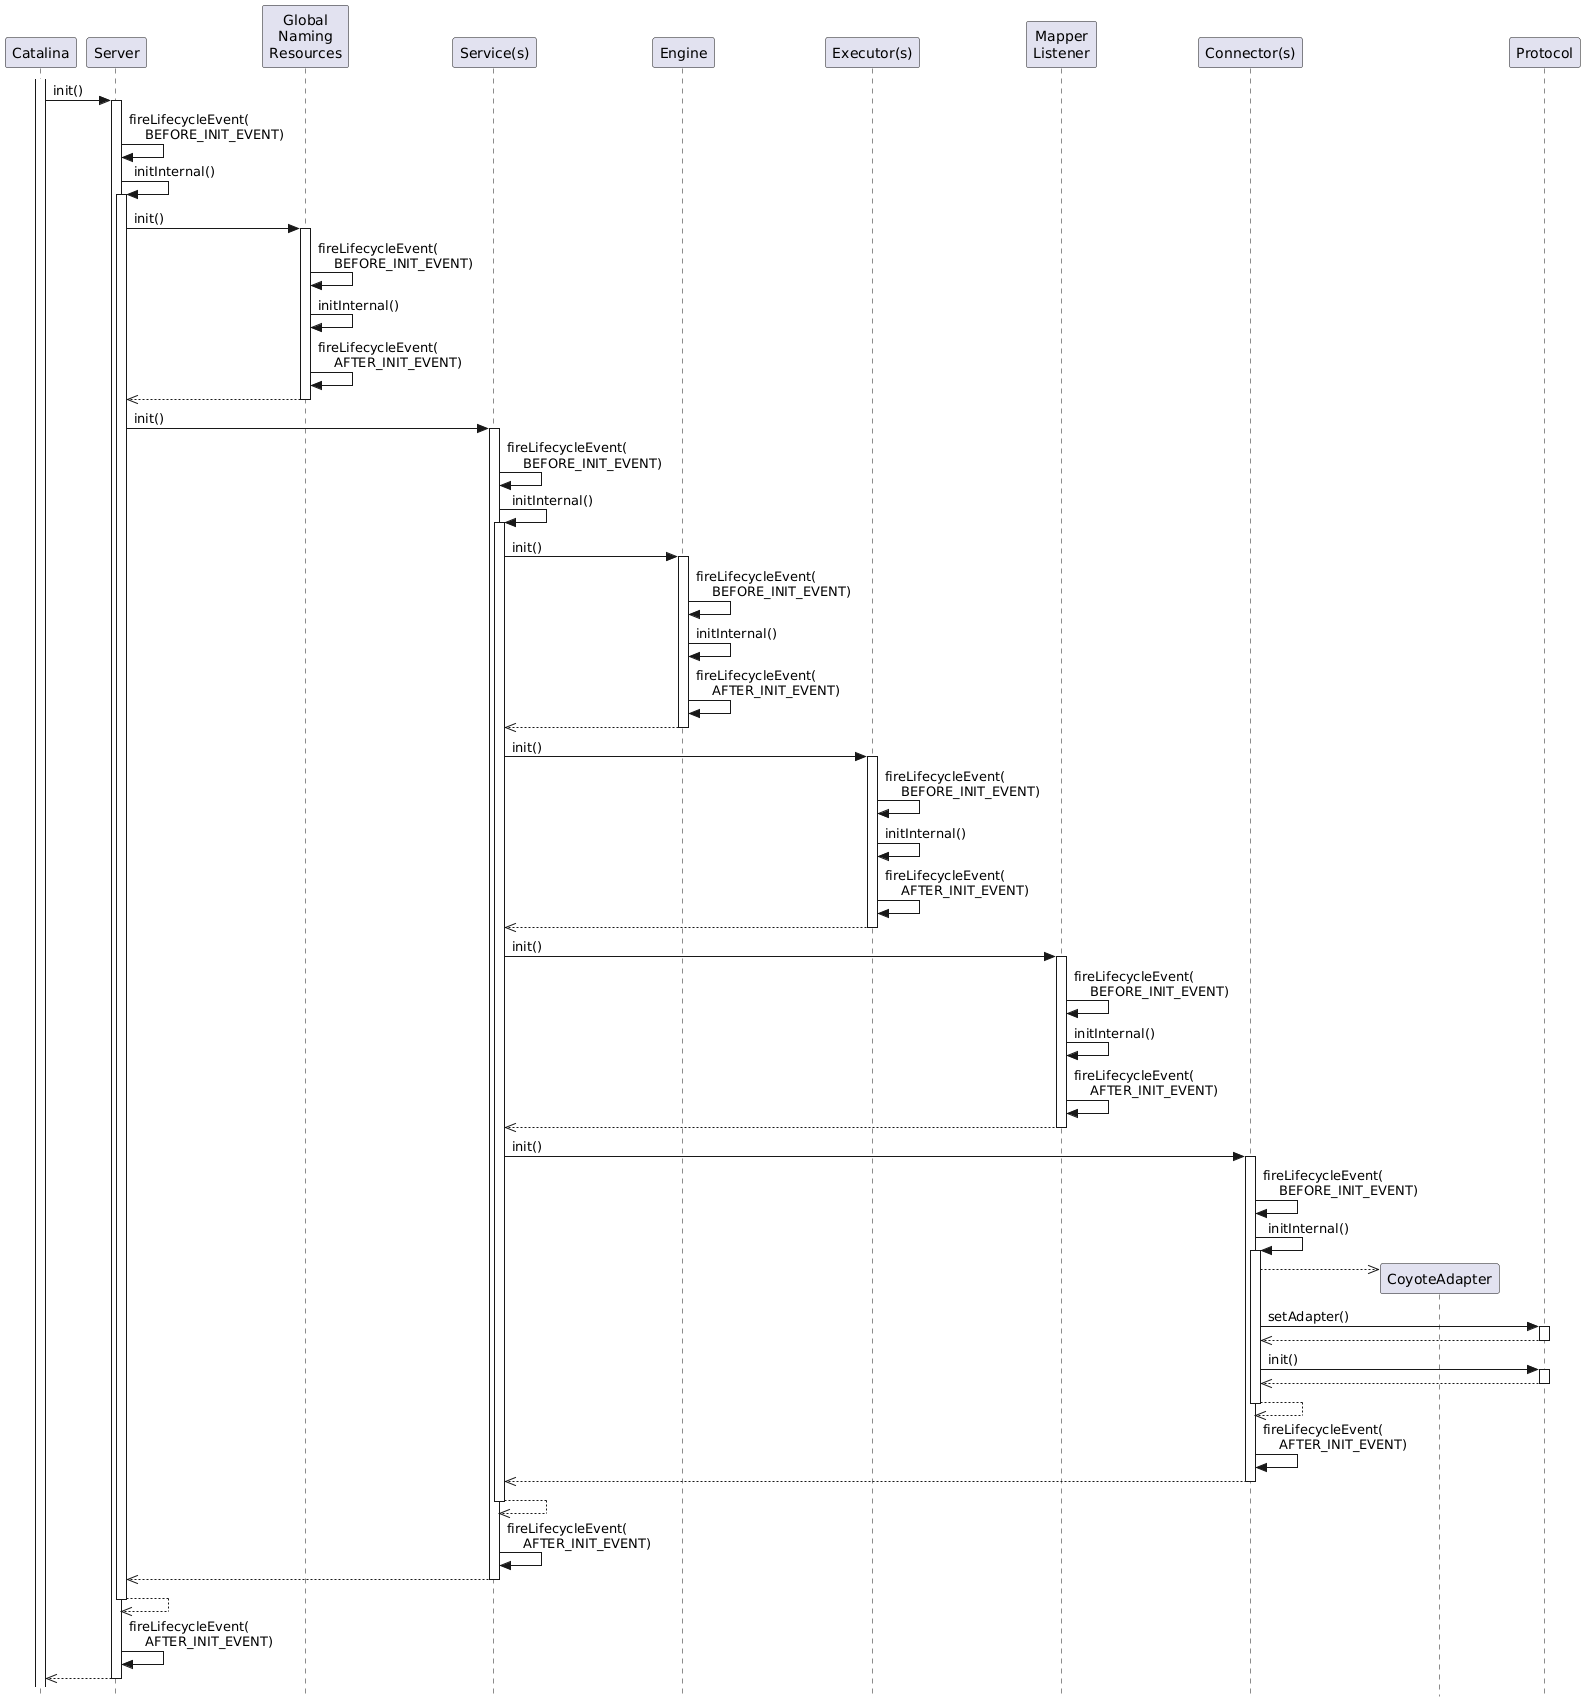 Global
Naming
Resources
Mapper
Listener
Catalina
Server
Service(s)
Engine
Executor(s)
Connector(s)
Protocol
init()
fireLifecycleEvent(
BEFORE_INIT_EVENT)
initInternal()
init()
fireLifecycleEvent(
BEFORE_INIT_EVENT)
initInternal()
fireLifecycleEvent(
AFTER_INIT_EVENT)
init()
fireLifecycleEvent(
BEFORE_INIT_EVENT)
initInternal()
init()
fireLifecycleEvent(
BEFORE_INIT_EVENT)
initInternal()
fireLifecycleEvent(
AFTER_INIT_EVENT)
init()
fireLifecycleEvent(
BEFORE_INIT_EVENT)
initInternal()
fireLifecycleEvent(
AFTER_INIT_EVENT)
init()
fireLifecycleEvent(
BEFORE_INIT_EVENT)
initInternal()
fireLifecycleEvent(
AFTER_INIT_EVENT)
init()
fireLifecycleEvent(
BEFORE_INIT_EVENT)
initInternal()
CoyoteAdapter
setAdapter()
init()
fireLifecycleEvent(
AFTER_INIT_EVENT)
fireLifecycleEvent(
AFTER_INIT_EVENT)
fireLifecycleEvent(
AFTER_INIT_EVENT)